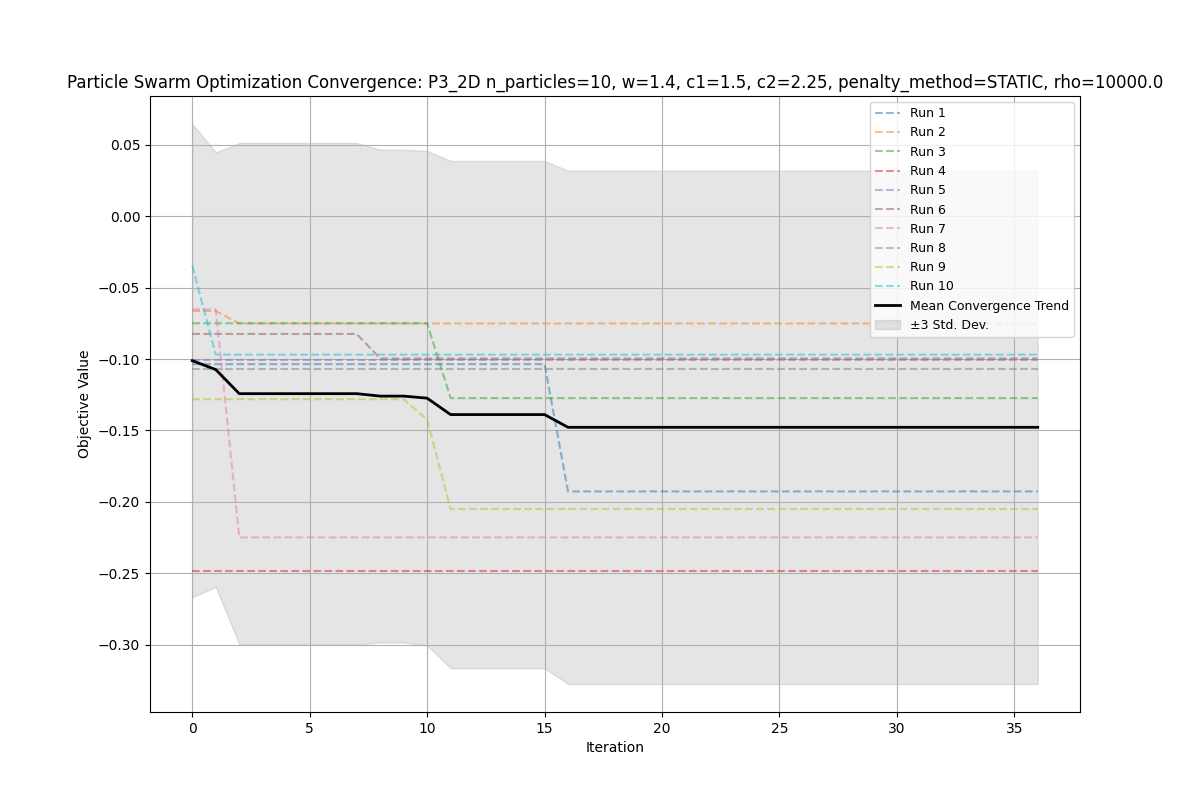 Particle Swarm Optimization Convergence: P3_2D n_particles=10, w=1.4, c1=1.5, c2=2.25, penalty_method=STATIC, rho=10000.0
Run 1
Run 2
Run 3
Run 4
Run 5
Run 6
Run 7
Run 8
Run 9
Run 10
Mean Convergence Trend
±3 Std. Dev.
Objective Value
0.05
0.00
−0.05
−0.10
−0.15
−0.20
−0.25
−0.30
0 5 10 15 20 25 30 35
Iteration